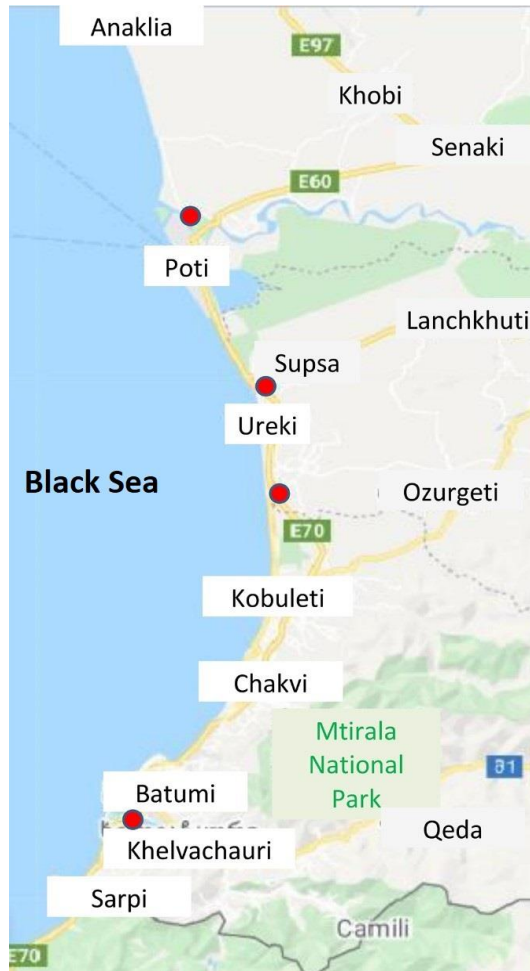 Anaklia
E97
Khobi
Senaki
E60
Poti
Lanchkhuti
Supsa
Ureki
Black Sea
Ozurgeti
E70
Kobuleti
Chakvi
Mtirala
National
Park
მ1
Batumi
Qeda
Khelvachauri
Sarpi
Camili
E70